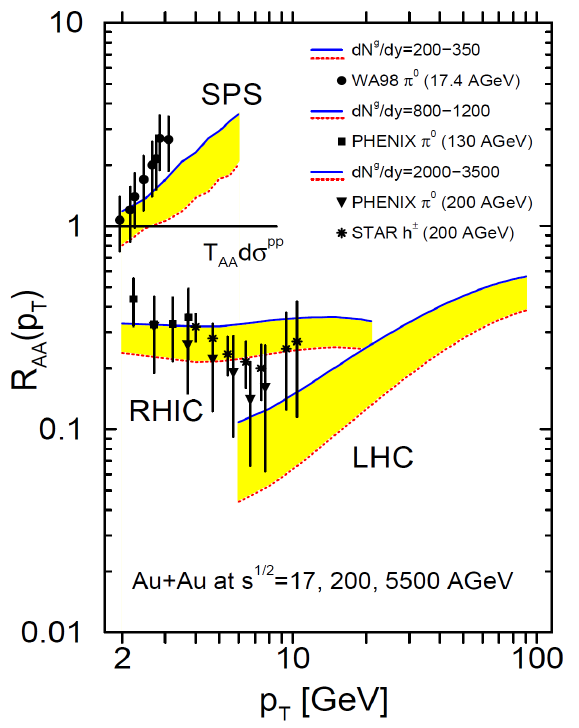 dN^g/dy=200−350
WA98 π^0 (17.4 AGeV)
dN^g/dy=800−1200
PHENIX π^0 (130 AGeV)
dN^g/dy=2000−3500
PHENIX π^0 (200 AGeV)
STAR h^± (200 AGeV)
SPS
T_AA dσ^pp
RHIC
LHC
Au+Au at s^1/2=17, 200, 5500 AGeV
R_AA(p_T)
10
1
0.1
0.01
2
10
100
p_T [GeV]